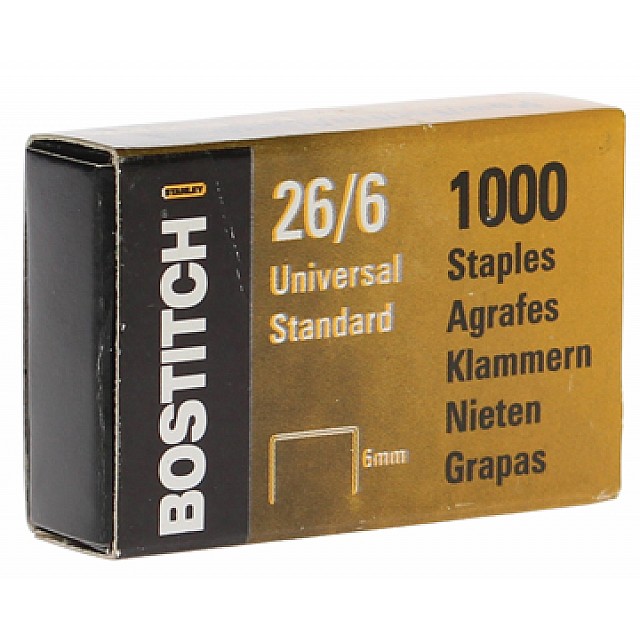 STANLEY
BOSTITCH
26/6
Universal
Standard
6mm
1000
Staples
Agrafes
Klammern
Nieten
Grapas